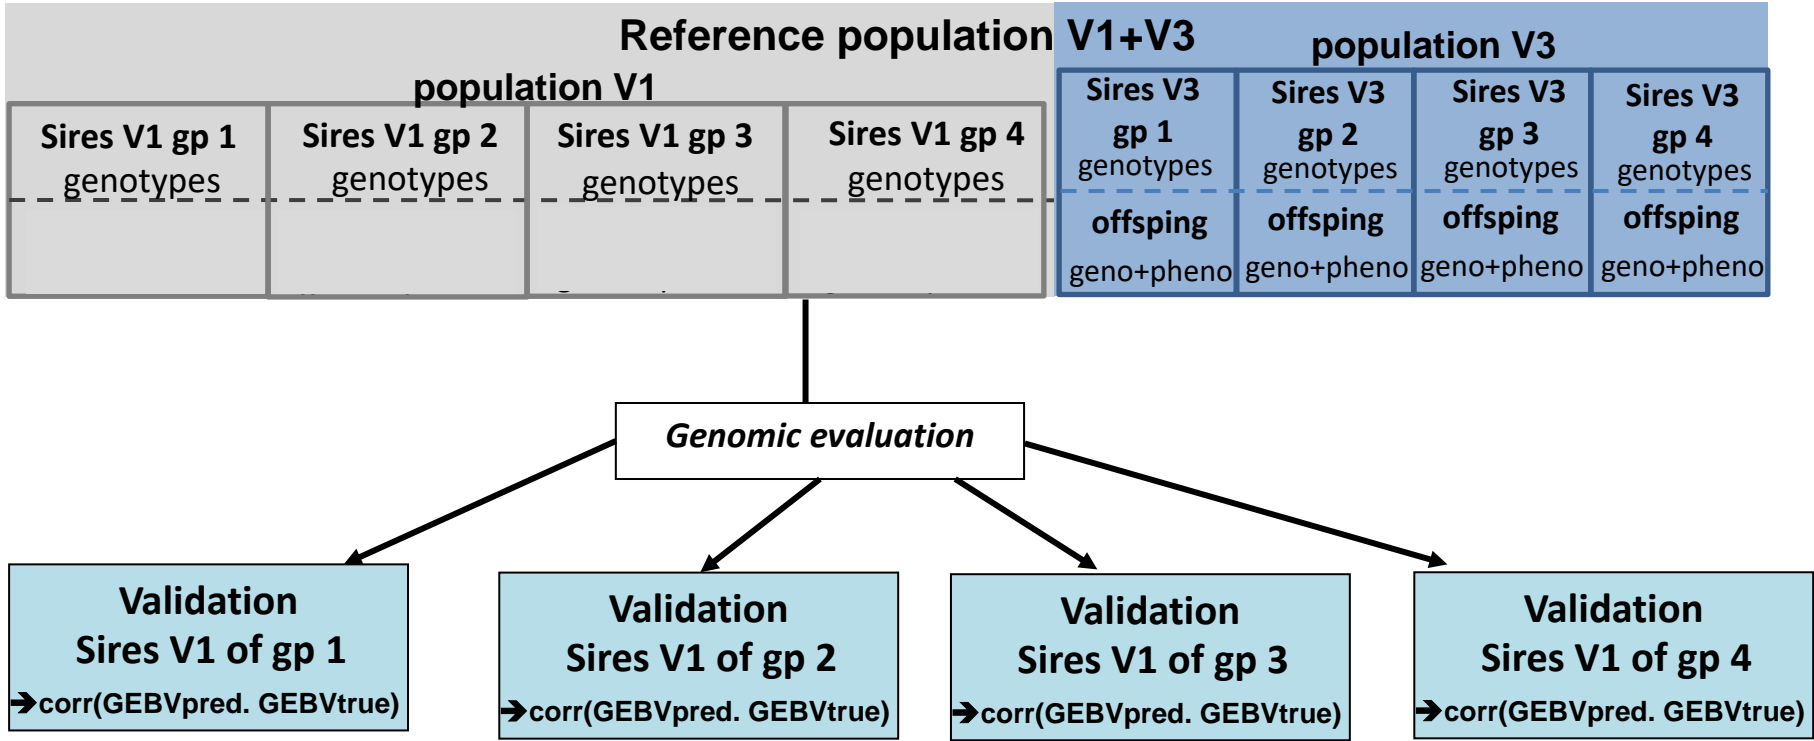 Reference population V1+V3
population V1
population V3
Sires V1 gp 1
genotypes
Sires V1 gp 2
genotypes
Sires V1 gp 3
genotypes
Sires V1 gp 4
genotypes
Sires V3
gp 1
genotypes
offsping
geno+pheno
Sires V3
gp 2
genotypes
offsping
geno+pheno
Sires V3
gp 3
genotypes
offsping
geno+pheno
Sires V3
gp 4
genotypes
offsping
geno+pheno
Genomic evaluation
Validation
Sires V1 of gp 1
➔corr(GEBVpred. GEBVtrue)
Validation
Sires V1 of gp 2
➔corr(GEBVpred. GEBVtrue)
Validation
Sires V1 of gp 3
➔corr(GEBVpred. GEBVtrue)
Validation
Sires V1 of gp 4
➔corr(GEBVpred. GEBVtrue)